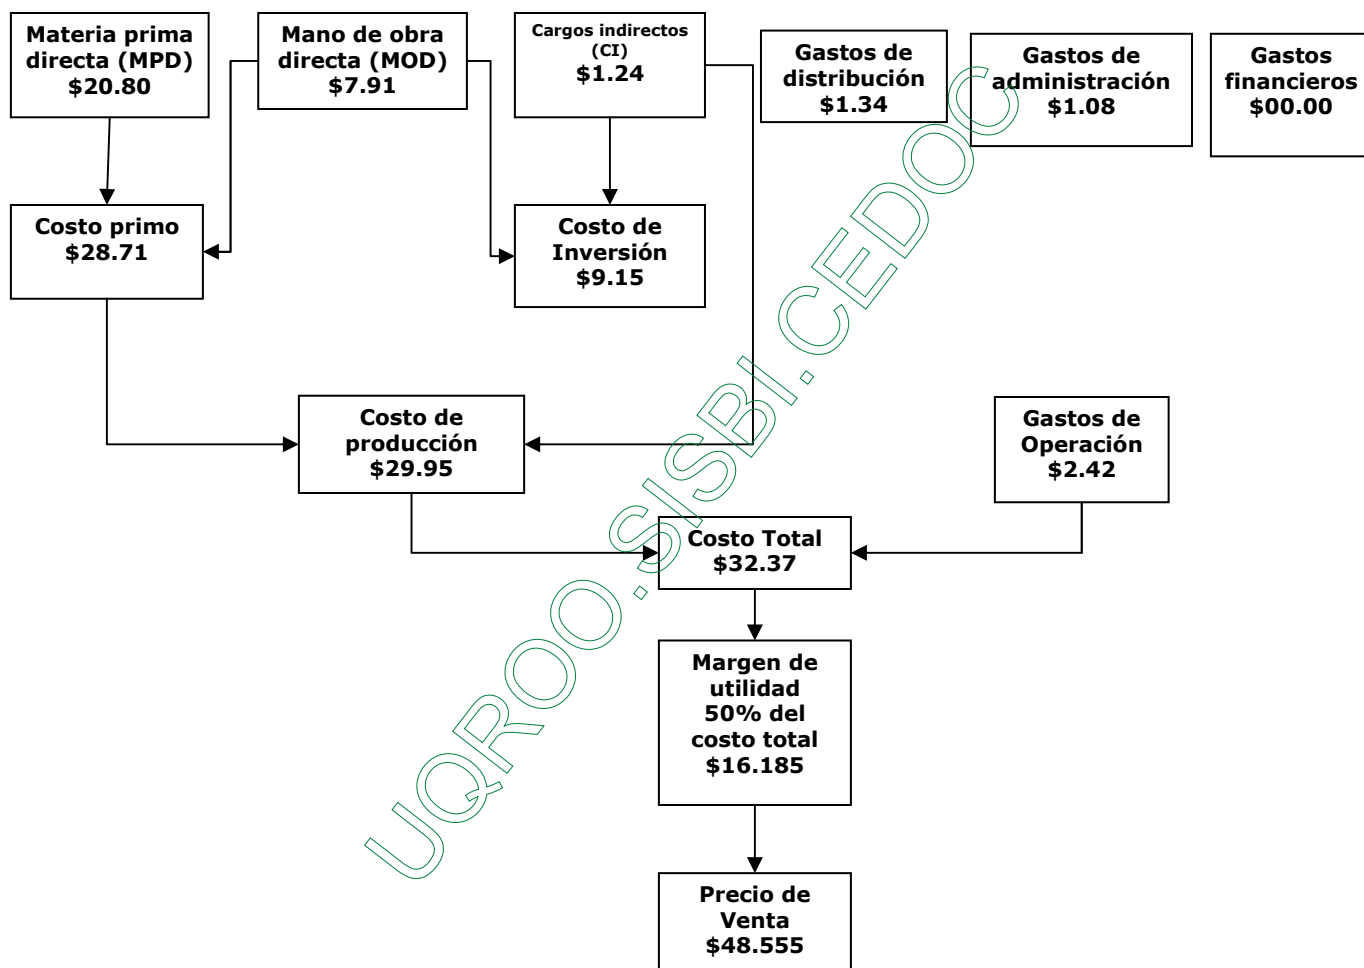 Materia prima
directa (MPD)
$20.80
Mano de obra
directa (MOD)
$7.91
Cargos indirectos
(CI)
$1.24
Gastos de
distribución
$1.34
Gastos de
administración
$1.08
Gastos
financieros
$00.00
Costo primo
$28.71
Costo de
Inversión
$9.15
Costo de
producción
$29.95
Gastos de
Operación
$2.42
Costo Total
$32.37
Margen de
utilidad
50% del
costo total
$16.185
Precio de
Venta
$48.555
UQROO.SISBI.CEDOC